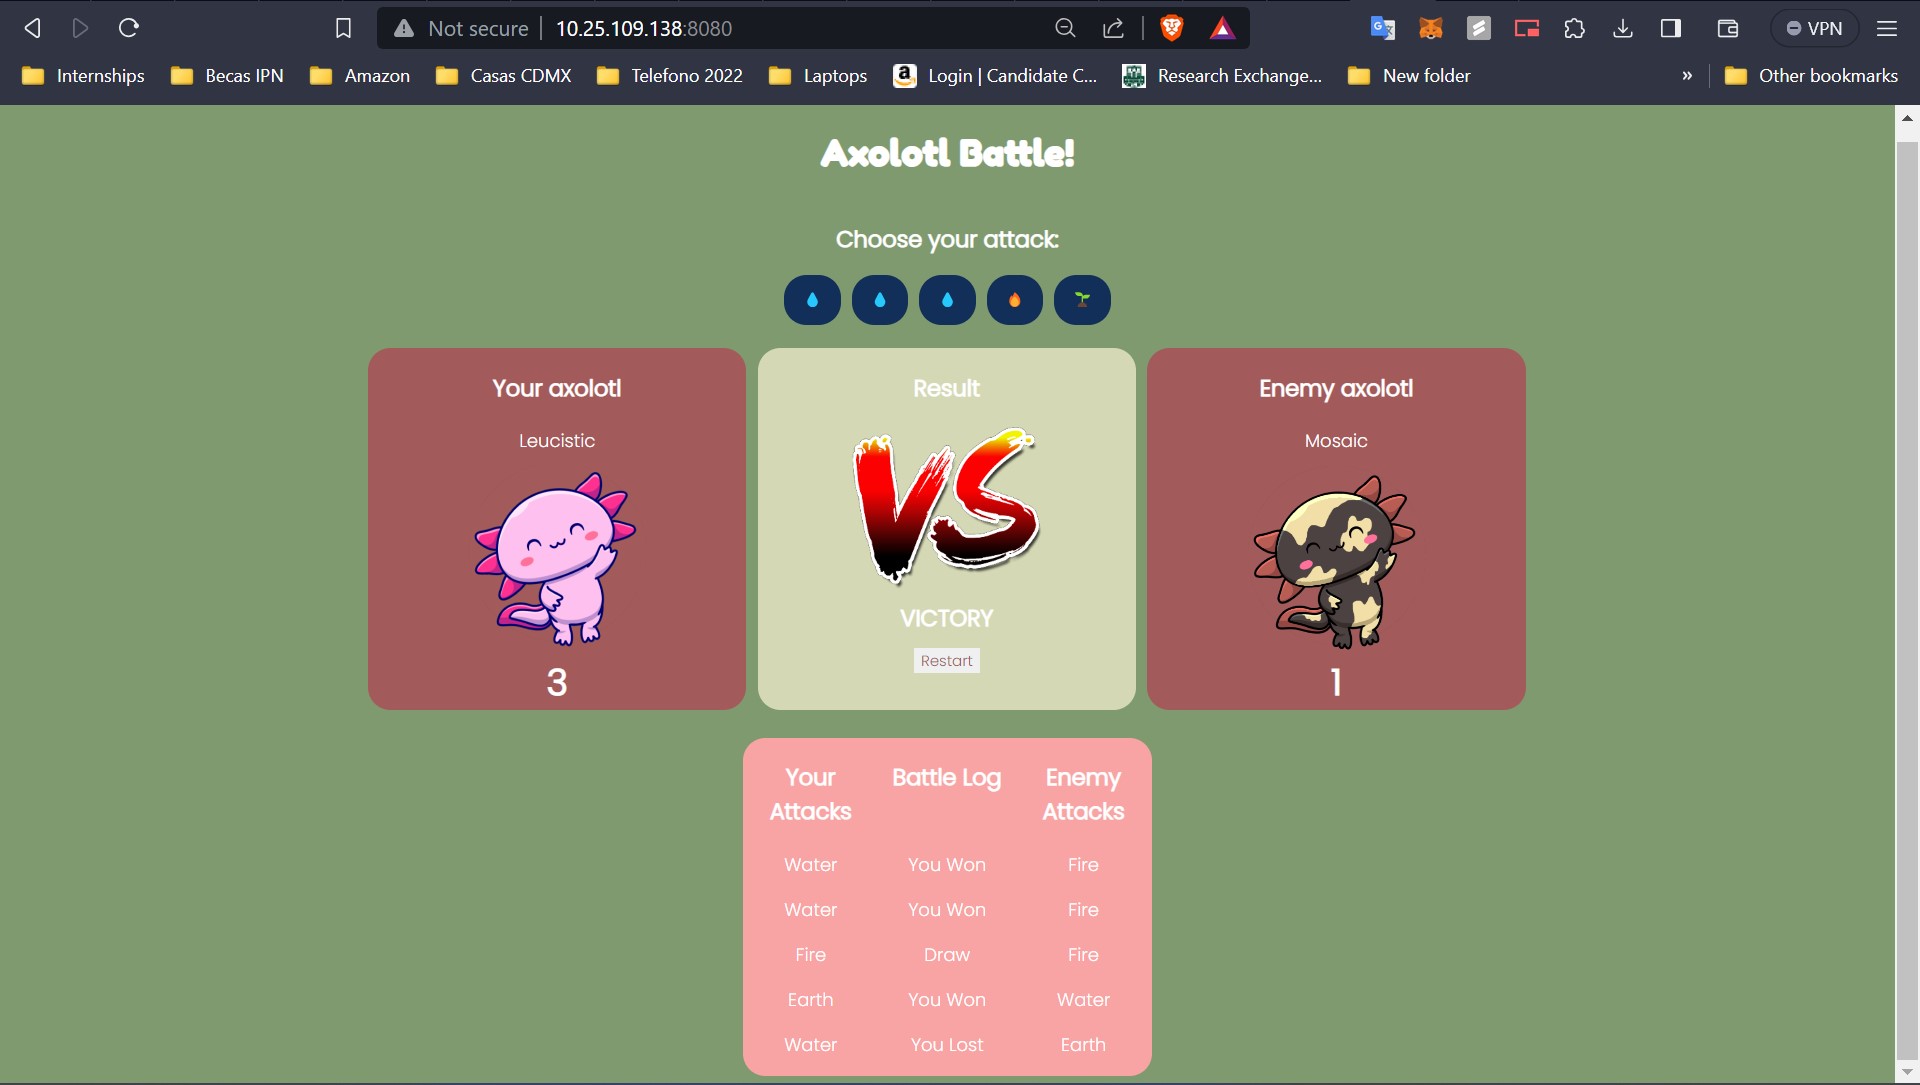 Not secure 10.25.109.138:8080 VPN
Internships Becas IPN Amazon Casas CDMX Telefono 2022 Laptops Login | Candidate C... Research Exchange... New folder » Other bookmarks
Axolotl Battle!
Choose your attack:
Your axolotl Result Enemy axolotl
Leucistic Mosaic
VS
VICTORY
Restart
3 1
Your Battle Log Enemy
Attacks Attacks
Water You Won Fire
Water You Won Fire
Fire Draw Fire
Earth You Won Water
Water You Lost Earth